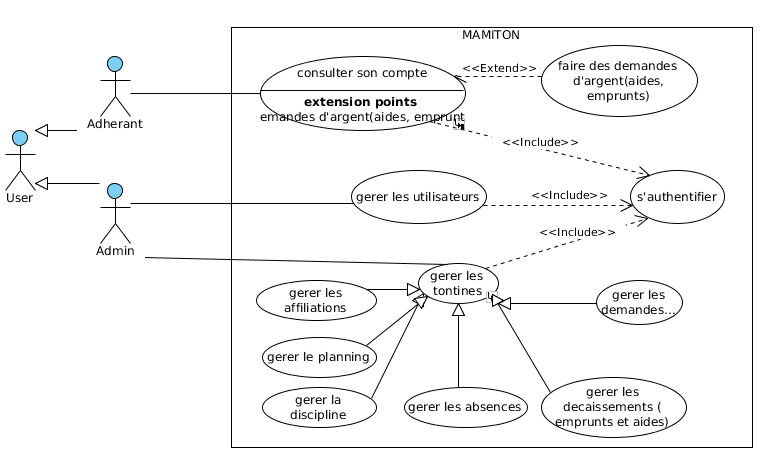 MAMITON
consulter son compte
extension points
emandes d'argent(aides, emprunt
<<Extend>>
faire des demandes
d'argent(aides,
emprunts)
Adherant
<<Include>>
User
gerer les utilisateurs
<<Include>>
s'authentifier
<<Include>>
Admin
gerer les
tontines
gerer les
affiliations
gerer les
demandes...
gerer le planning
gerer la
discipline
gerer les absences
gerer les
decaissements (
emprunts et aides)